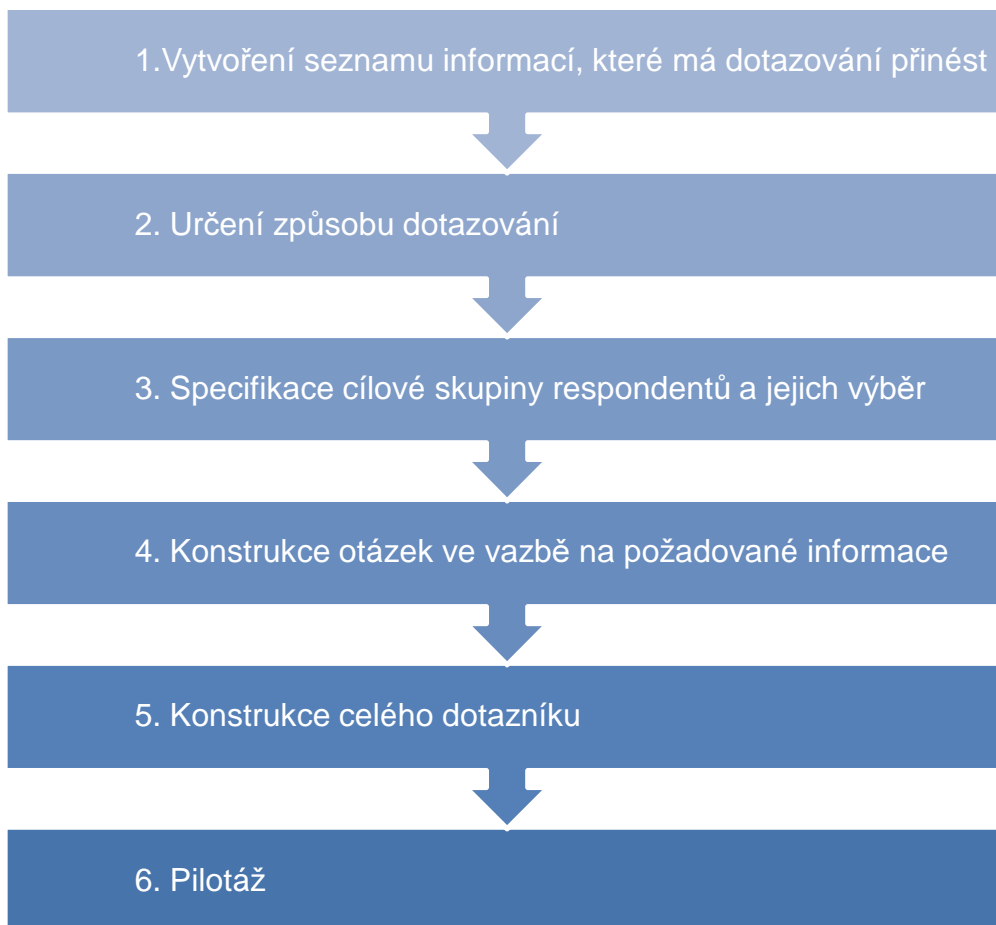 1.Vytvoření seznamu informací, které má dotazování přinést
2. Určení způsobu dotazování
3. Specifikace cílové skupiny respondentů a jejich výběr
4. Konstrukce otázek ve vazbě na požadované informace
5. Konstrukce celého dotazníku
6. Pilotáž